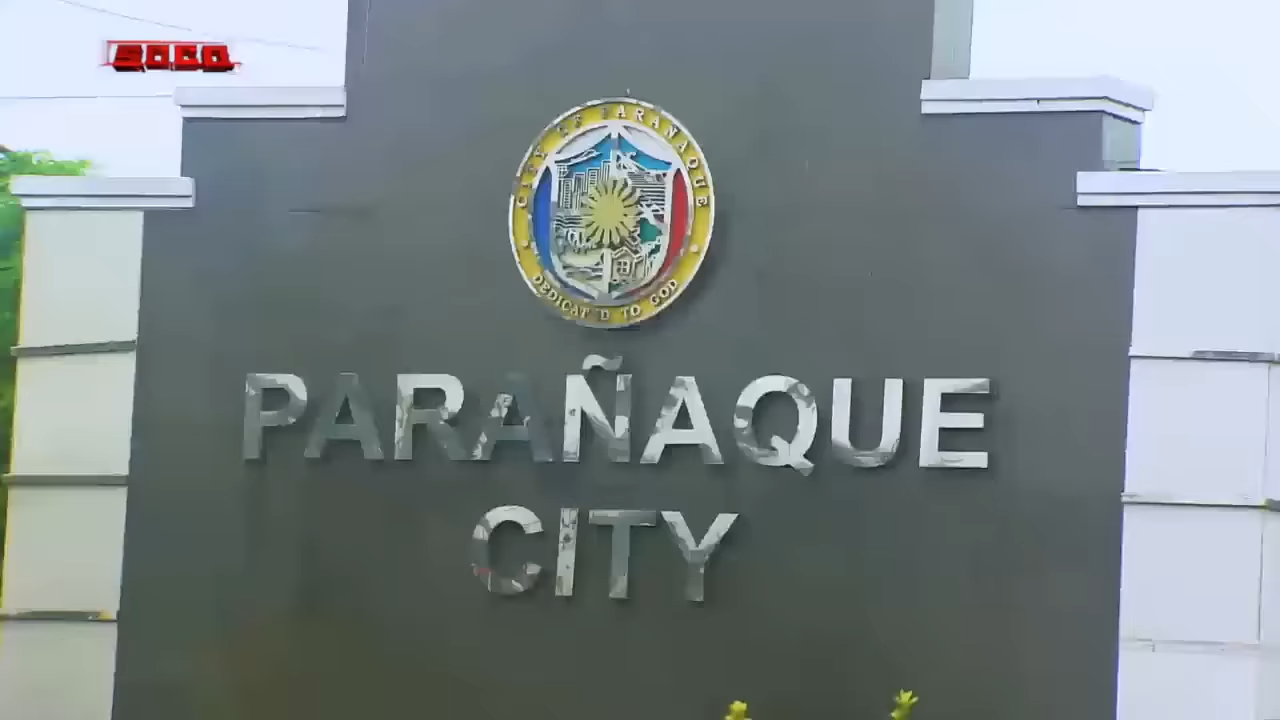 SOCO
CITY OF PARAÑAQUE
DEDICAT D TO GOD
PARAÑAQUE
CITY